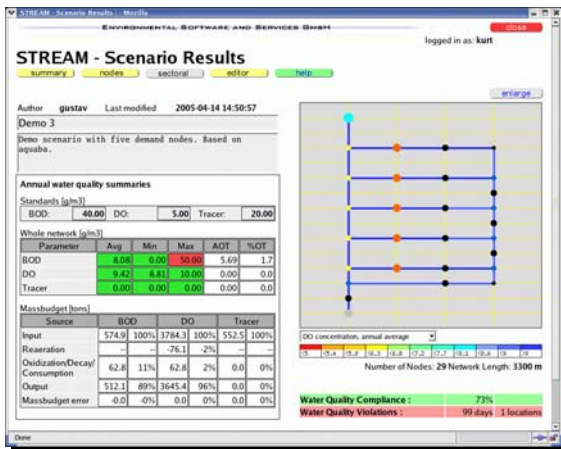 STREAM - Scenario Results - Mozilla
ENVIRONMENTAL SOFTWARE AND SERVICES GMBH
close
logged in as: kurt
STREAM - Scenario Results
summary nodes sectoral editor help
enlarge
Author gustav Last modified 2005-04-14 14:50:57
Demo 3
Demo scenario with five demand nodes. Based on
aquaba.
Annual water quality summaries
Standards [g/m3]
BOD: 40.00 DO: 5.00 Tracer: 20.00
Whole network [g/m3]
Parameter Avg Min Max AOT %OT
BOD 8.08 0.00 50.00 5.69 1.7
DO 9.42 8.81 10.00 0.00 0.0
Tracer 0.00 0.00 0.00 0.00 0.0
Massbudget [tons]
Source BOD DO Tracer
Input 574.9 100% 3784.3 100% 552.5 100%
Reaeration -- -- -76.1 -2% -- --
Oxidization/Decay/
Consumption 62.8 11% 62.8 2% 0.0 0%
Output 512.1 89% 3645.4 96% 0.0 0%
Massbudget error -0.0 -0% 0.0 0% 0.0 0%
DO concentration, annual average
Number of Nodes: 29 Network Length: 3300 m
Water Quality Compliance : 73%
Water Quality Violations : 99 days 1 locations
Done